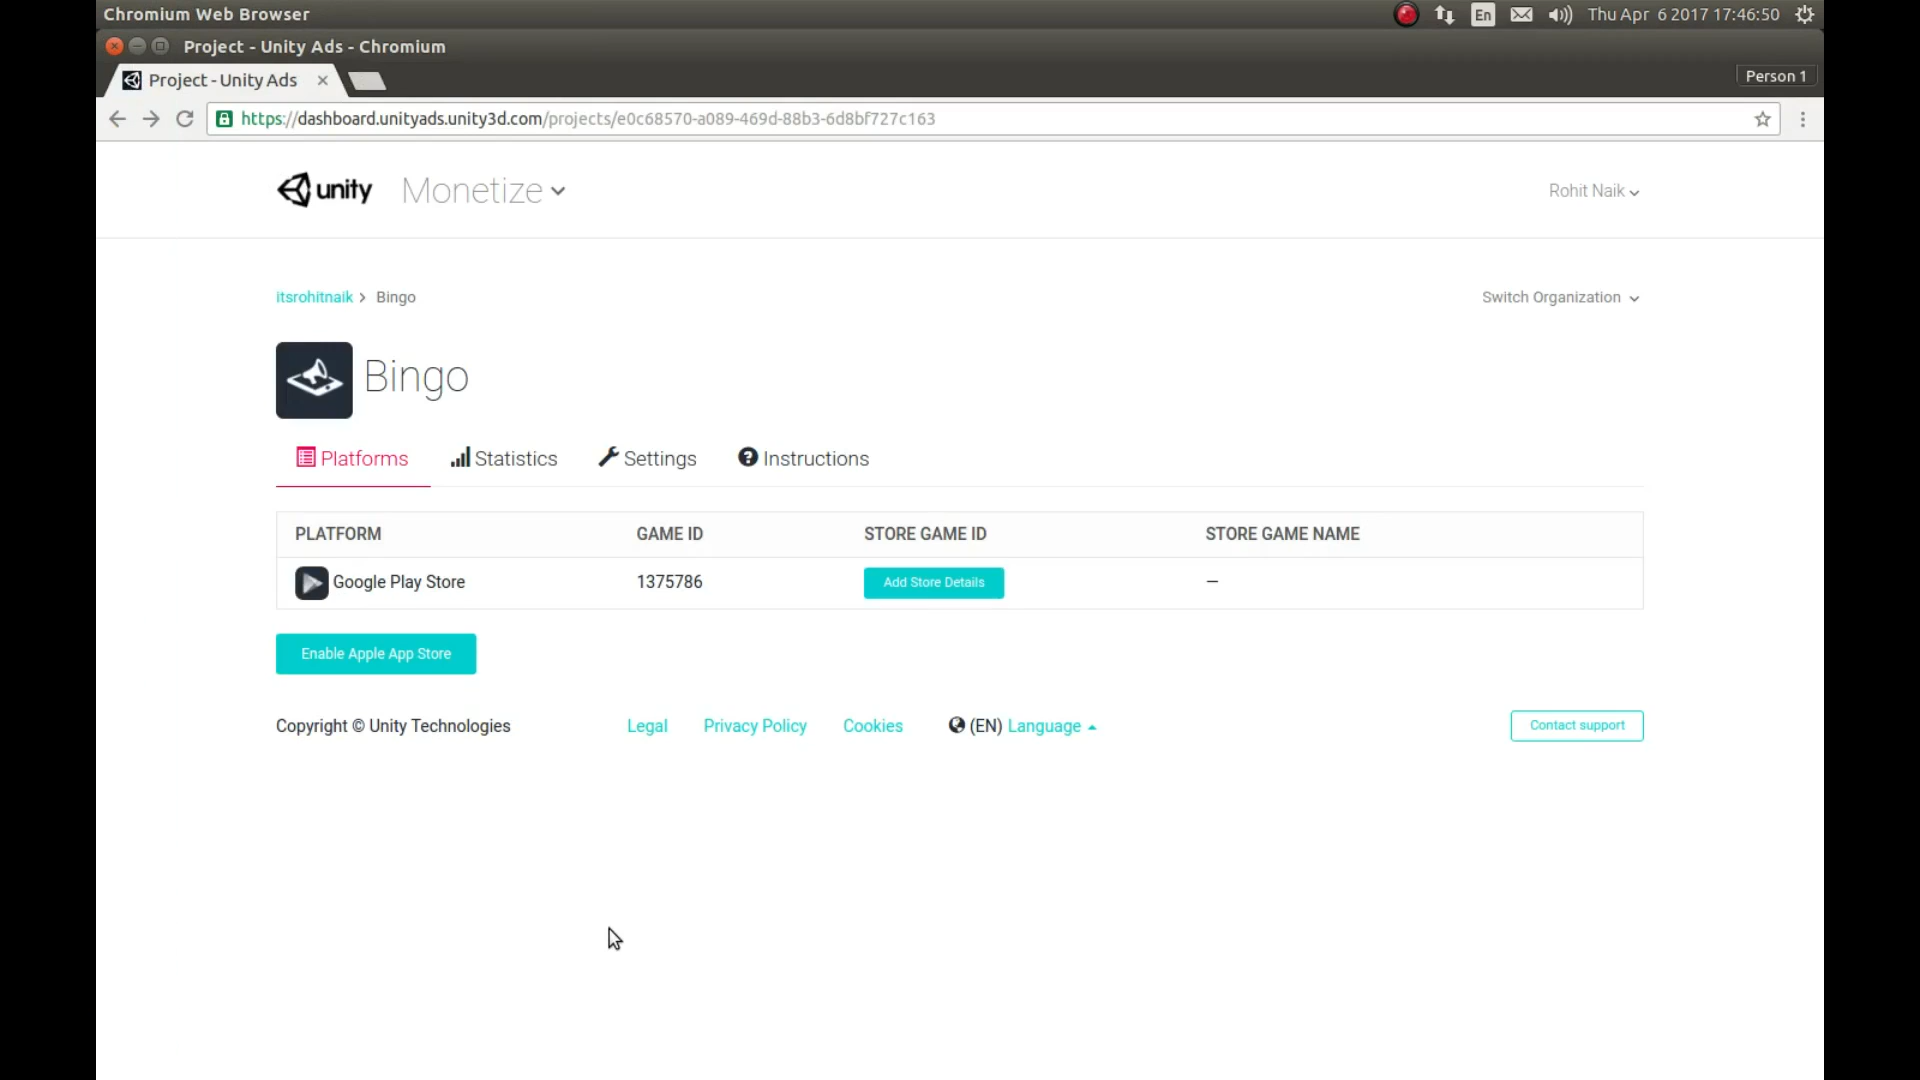 Chromium Web Browser
En
Thu Apr 6 2017 17:46:50
Project - Unity Ads - Chromium
Project - Unity Ads
Person 1
https://dashboard.unityads.unity3d.com/projects/e0c68570-a089-469d-88b3-6d8bf727c163
unity Monetize
Rohit Naik
itsrohitnaik > Bingo
Switch Organization
Bingo
Platforms Statistics Settings Instructions
PLATFORM GAME ID STORE GAME ID STORE GAME NAME
Google Play Store 1375786 Add Store Details —
Enable Apple App Store
Copyright © Unity Technologies Legal Privacy Policy Cookies (EN) Language Contact support